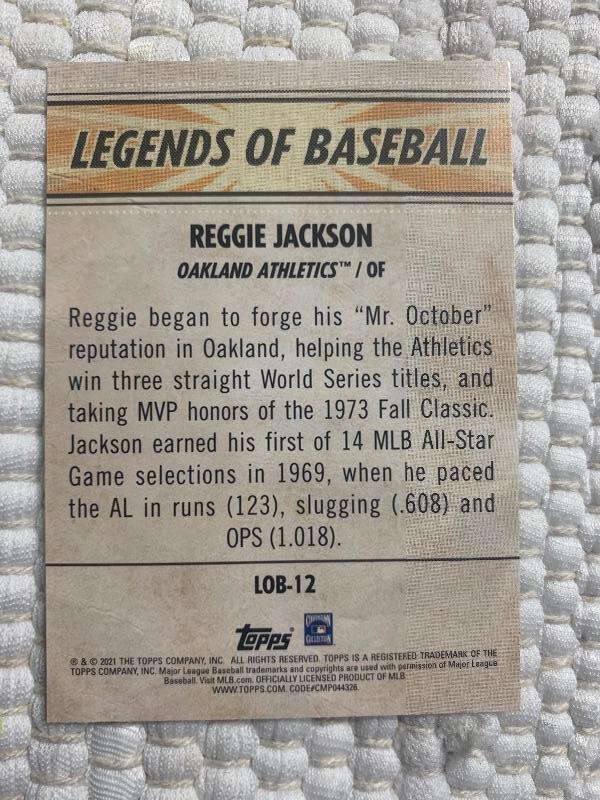 LEGENDS OF BASEBALL
REGGIE JACKSON
OAKLAND ATHLETICS™ / OF
Reggie began to forge his “Mr. October”
reputation in Oakland, helping the Athletics
win three straight World Series titles, and
taking MVP honors of the 1973 Fall Classic.
Jackson earned his first of 14 MLB All-Star
Game selections in 1969, when he paced
the AL in runs (123), slugging (.608) and
OPS (1.018).
LOB-12
Topps
® & © 2021 THE TOPPS COMPANY, INC. ALL RIGHTS RESERVED. TOPPS IS A REGISTERED TRADEMARK OF THE
TOPPS COMPANY, INC. Major League Baseball trademarks and copyrights are used with permission of Major League
Baseball. Visit MLB.com. OFFICIALLY LICENSED PRODUCT OF MLB
WWW.TOPPS.COM. CODE#CMP044326